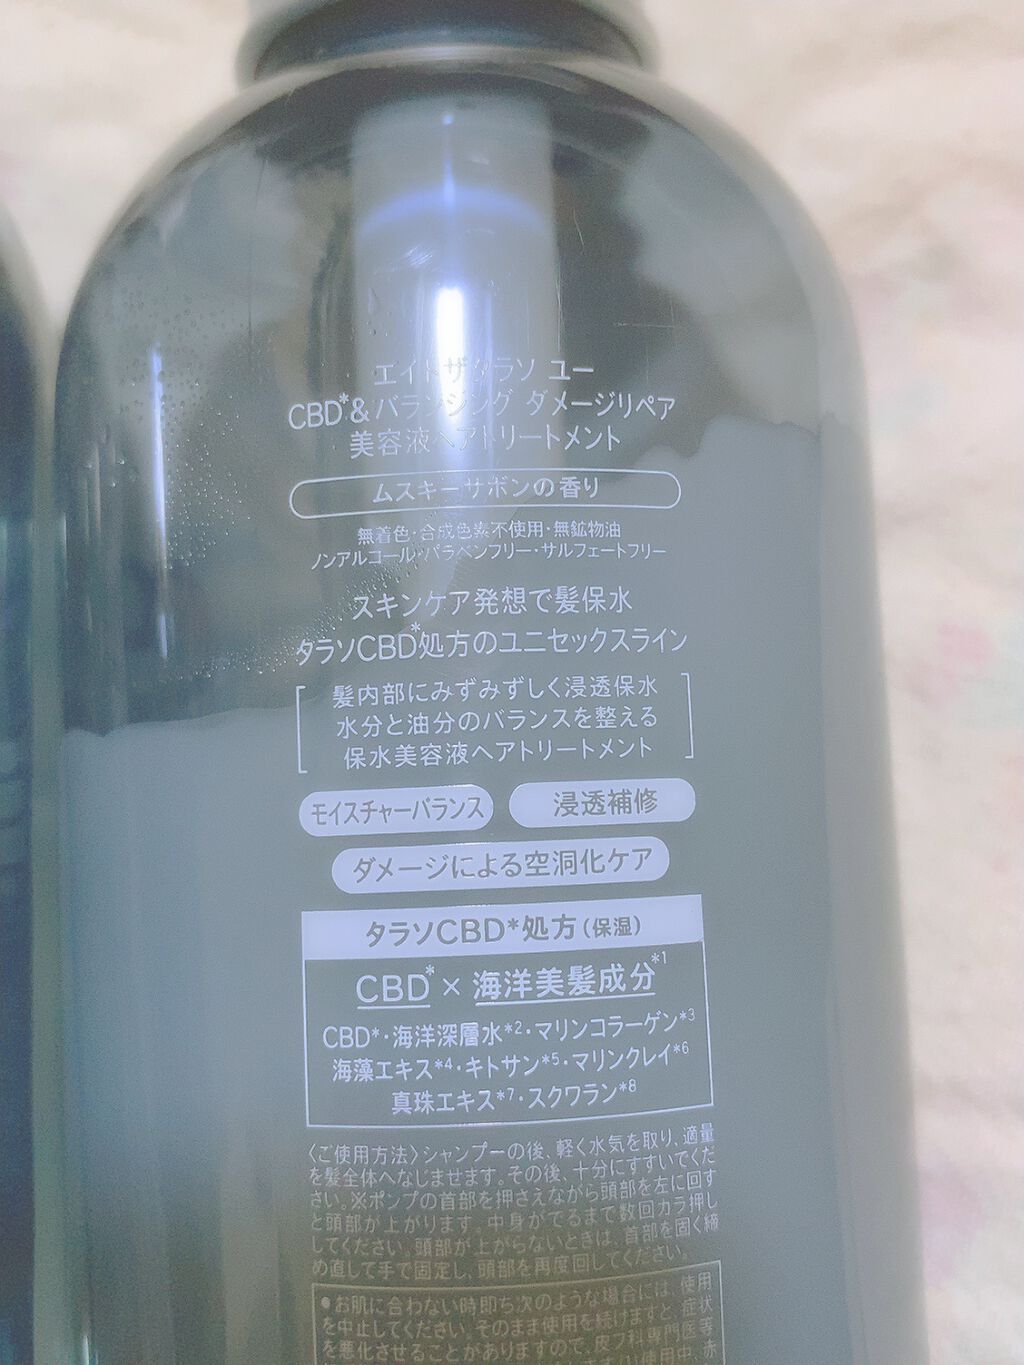 エイトザタラソ ユー
CBD*&バランシング ダメージリペア
美容液ヘアトリートメント
ムスキーサボンの香り
無着色・合成色素不使用・無鉱物油
ノンアルコール・パラベンフリー・サルフェートフリー
スキンケア発想で髪保水
タラソCBD*処方のユニセックスライン
髪内部にみずみずしく浸透保水
水分と油分のバランスを整える
保水美容液ヘアトリートメント
モイスチャーバランス 浸透補修
ダメージによる空洞化ケア
タラソCBD*処方(保湿)
CBD*×海洋美髪成分*1
CBD*・海洋深層水*2・マリンコラーゲン*3
海藻エキス*4・キトサン*5・マリンクレイ*6
真珠エキス*7・スクワラン*8
〈ご使用方法〉シャンプーの後、軽く水気を取り、適量
を髪全体へなじませます。その後、十分にすすいでくだ
さい。※ポンプの首部を押さえながら頭部を左に回す
と頭部が上がります。中身がでるまで数回カラ押し
してください。頭部が上がらないときは、首部を固く締
め直して手で固定し、頭部を再度回してください。
●お肌に合わない時即ち次のような場合には、使用
を中止してください。そのまま使用を続けますと、症状
を悪化させることがありますので、皮フ科専門医等
使用中、赤